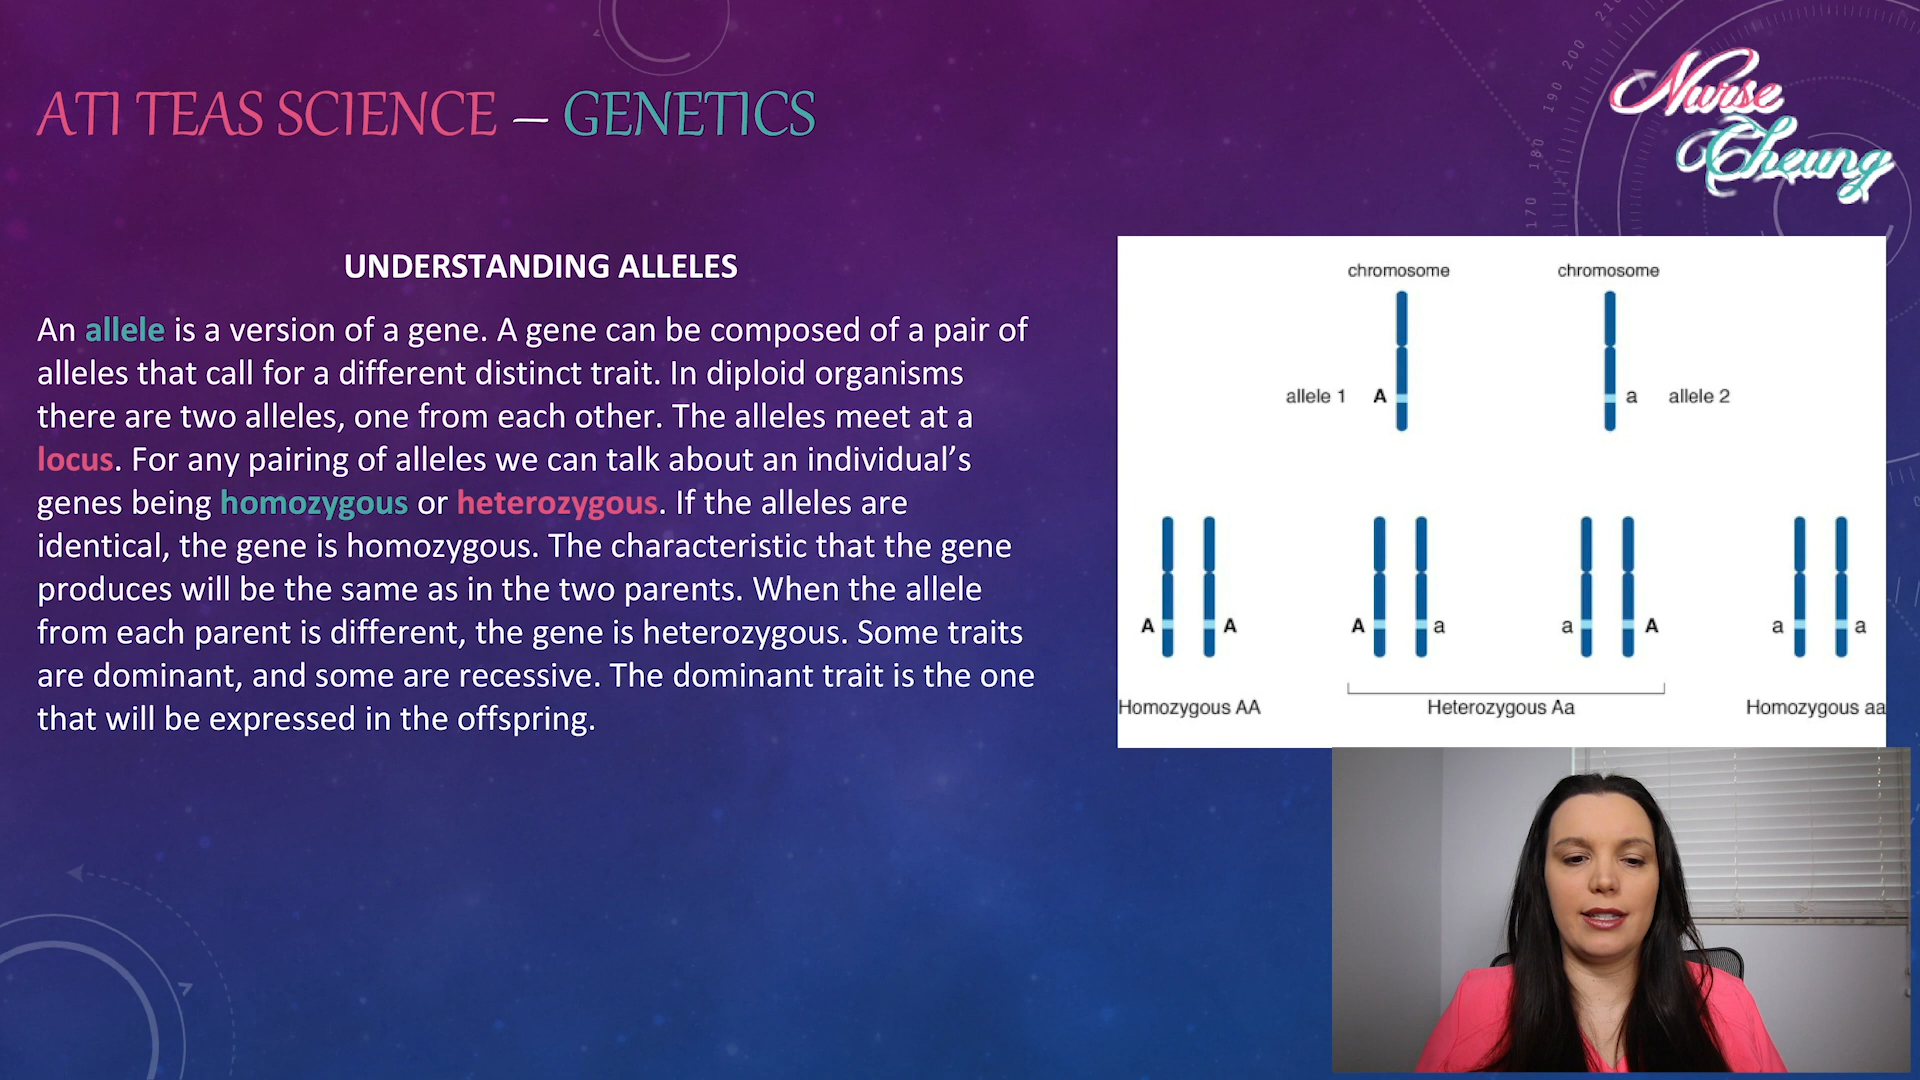 ATI TEAS SCIENCE – GENETICS
Nurse
Cheung
210
200
190
180
170
UNDERSTANDING ALLELES
An allele is a version of a gene. A gene can be composed of a pair of
alleles that call for a different distinct trait. In diploid organisms
there are two alleles, one from each other. The alleles meet at a
locus. For any pairing of alleles we can talk about an individual’s
genes being homozygous or heterozygous. If the alleles are
identical, the gene is homozygous. The characteristic that the gene
produces will be the same as in the two parents. When the allele
from each parent is different, the gene is heterozygous. Some traits
are dominant, and some are recessive. The dominant trait is the one
that will be expressed in the offspring.
chromosome chromosome
allele 1 A a allele 2
A A A a a A a a
Homozygous AA Heterozygous Aa Homozygous aa